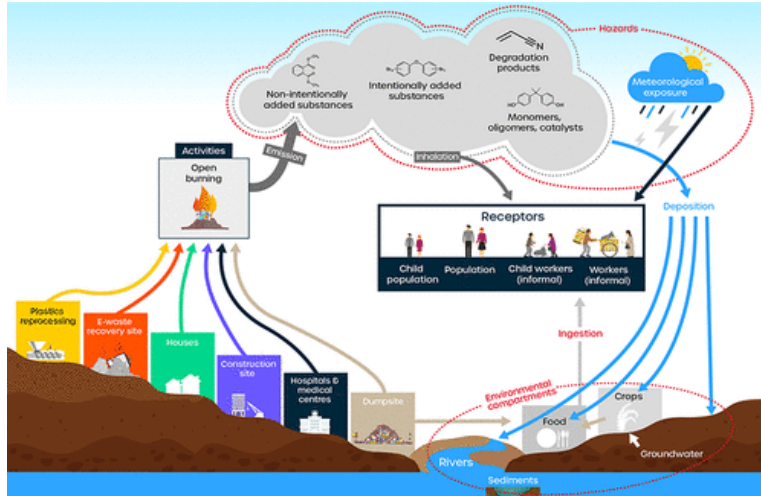 Hazards
Non-intentionally
added substances
Intentionally added
substances
Degradation
products
Monomers,
oligomers, catalysts
Meteorological
exposure
Emission
Inhalation
Activities
Open
burning
Deposition
Receptors
Child
population
Population
Child workers
(informal)
Workers
(informal)
Plastics
reprocessing
E-waste
recovery site
Houses
Construction
site
Hospitals &
medical
centres
Dumpsite
Ingestion
Environmental
compartments
Food
Crops
Groundwater
Rivers
Sediments